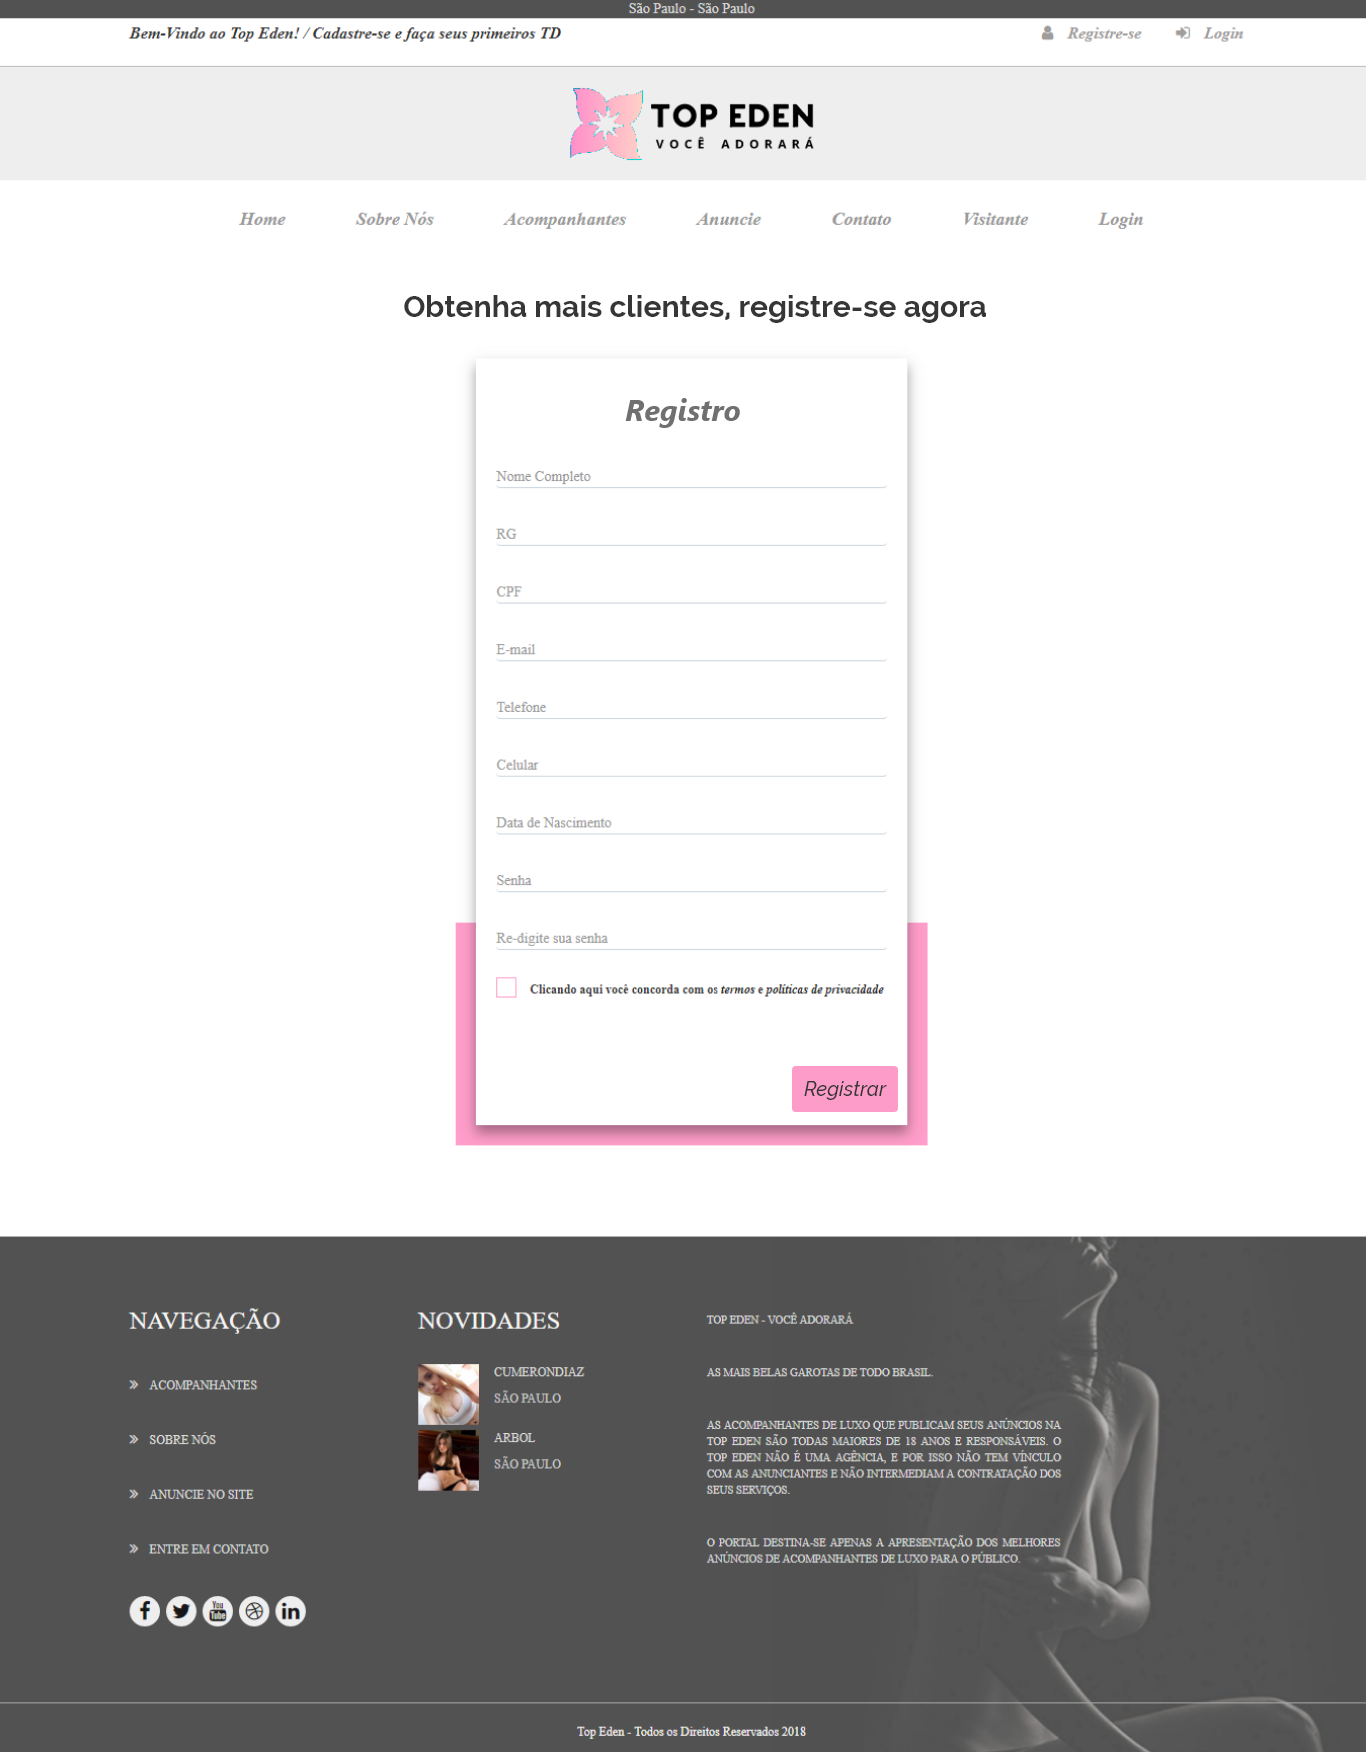 São Paulo - São Paulo
Bem-Vindo ao Top Eden! / Cadastre-se e faça seus primeiros TD
Registre-se
Login
TOP EDEN
VOCÊ ADORARÁ
Home
Sobre Nós
Acompanhantes
Anuncie
Contato
Visitante
Login
Obtenha mais clientes, registre-se agora
Registro
Nome Completo
RG
CPF
E-mail
Telefone
Celular
Data de Nascimento
Senha
Re-digite sua senha
Clicando aqui você concorda com os termos e políticas de privacidade
Registrar
NAVEGAÇÃO
ACOMPANHANTES
SOBRE NÓS
ANUNCIE NO SITE
ENTRE EM CONTATO
You
Tube
NOVIDADES
CUMERONDIAZ
SÃO PAULO
ARBOL
SÃO PAULO
TOP EDEN - VOCÊ ADORARÁ
AS MAIS BELAS GAROTAS DE TODO BRASIL.
AS ACOMPANHANTES DE LUXO QUE PUBLICAM SEUS ANÚNCIOS NA
TOP EDEN SÃO TODAS MAIORES DE 18 ANOS E RESPONSÁVEIS. O
TOP EDEN NÃO É UMA AGÊNCIA, E POR ISSO NÃO TEM VÍNCULO
COM AS ANUNCIANTES E NÃO INTERMEDIAM A CONTRATAÇÃO DOS
SEUS SERVIÇOS.
O PORTAL DESTINA-SE APENAS A APRESENTAÇÃO DOS MELHORES
ANÚNCIOS DE ACOMPANHANTES DE LUXO PARA O PÚBLICO.
Top Eden - Todos os Direitos Reservados 2018